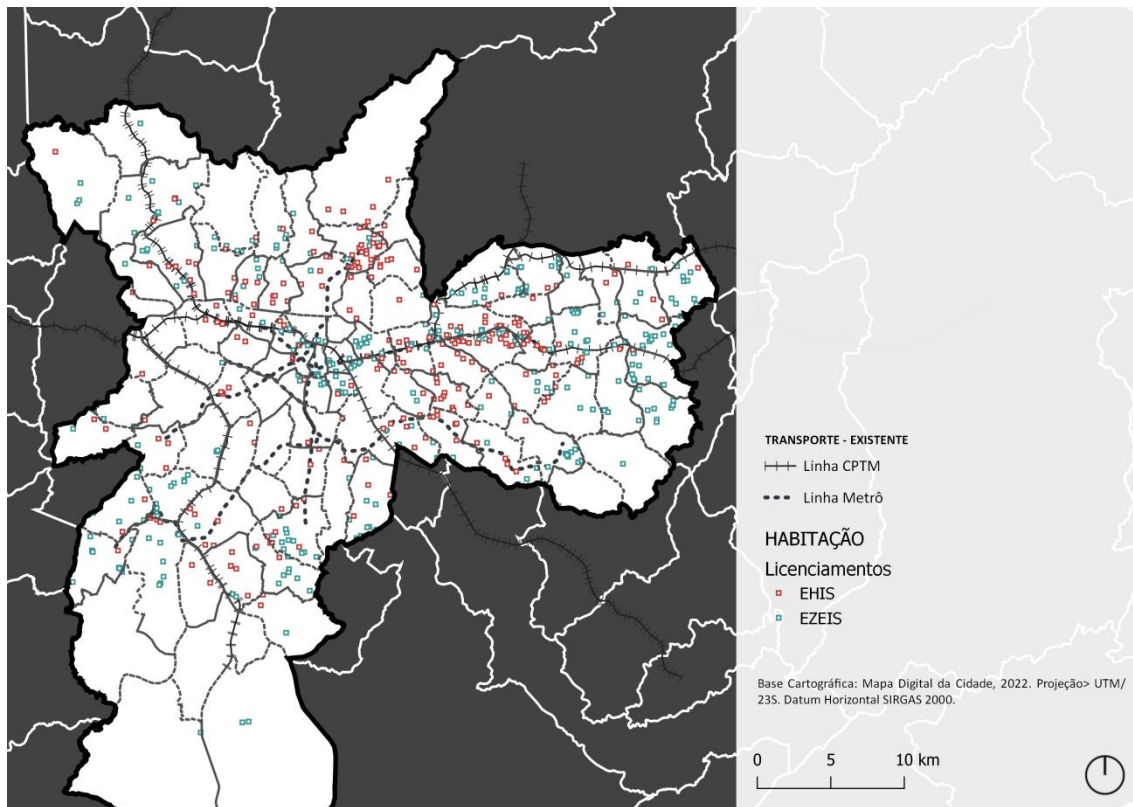 TRANSPORTE - EXISTENTE
Linha CPTM
Linha Metrô
HABITAÇÃO
Licenciamentos
EHIS
EZEIS
Base Cartográfica: Mapa Digital da Cidade, 2022. Projeção> UTM/
23S. Datum Horizontal SIRGAS 2000.
0 5 10 km